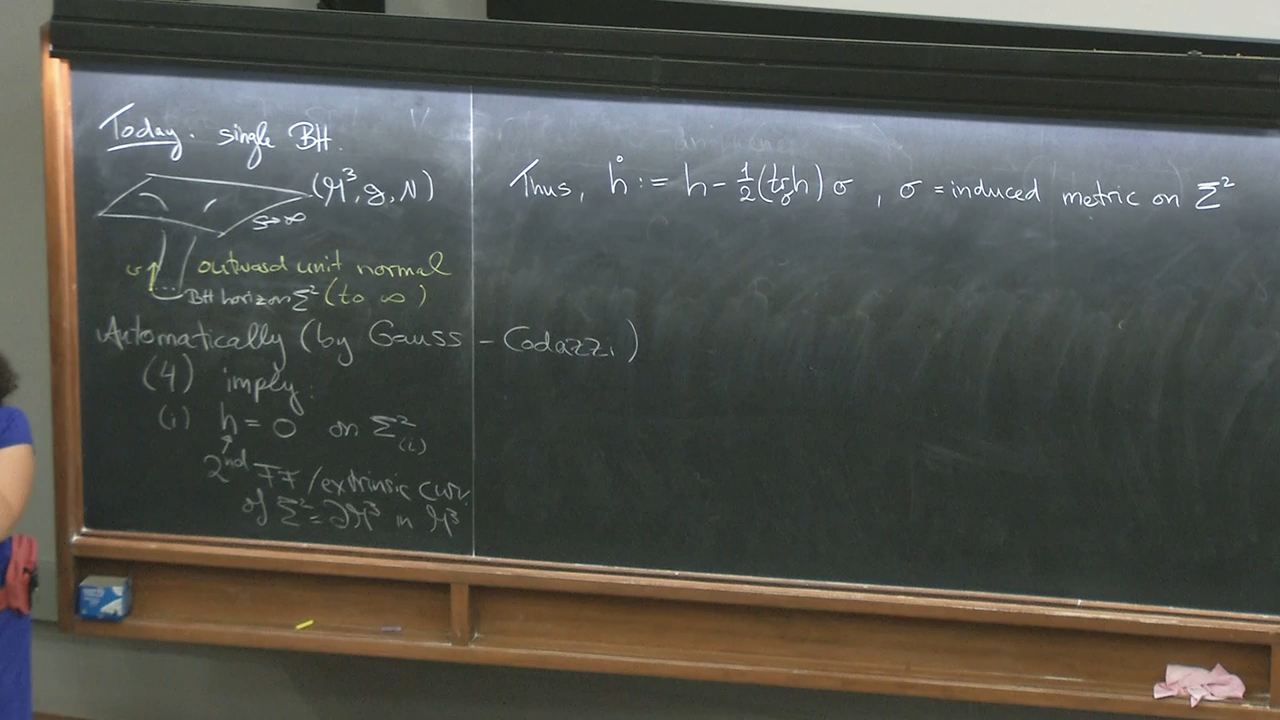 Today. single BH.
(M³, g, N)
s→∞
ν outward unit normal
BH horizon Σ² (to ∞)
Automatically (by Gauss - Codazzi)
(4) imply:
(i) h = 0 on Σ²₍ᵢ₎
2nd FF/extrinsic curv.
of Σ² = ∂M³ in M³
Thus, h̊ := h - ½(tr_σ h) σ , σ = induced metric on Σ²